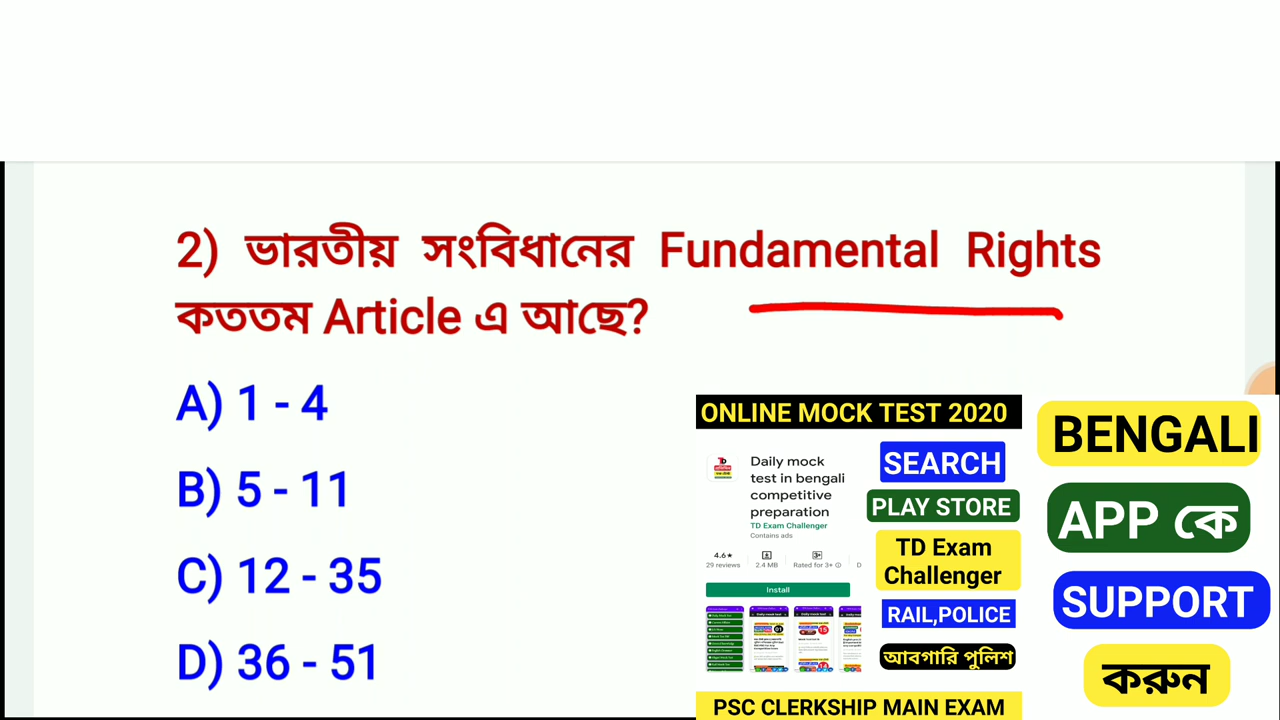 2) ভারতীয় সংবিধানের Fundamental Rights
কততম Article এ আছে?
A) 1 - 4
B) 5 - 11
C) 12 - 35
D) 36 - 51
ONLINE MOCK TEST 2020
Daily mock
test in bengali
competitive
preparation
TD Exam Challenger
Contains ads
4.6★
29 reviews
2.4 MB
3+
Rated for 3+
D
Install
SEARCH
PLAY STORE
TD Exam
Challenger
RAIL,POLICE
আবগারি পুলিশ
PSC CLERKSHIP MAIN EXAM
BENGALI
APP কে
SUPPORT
করুন